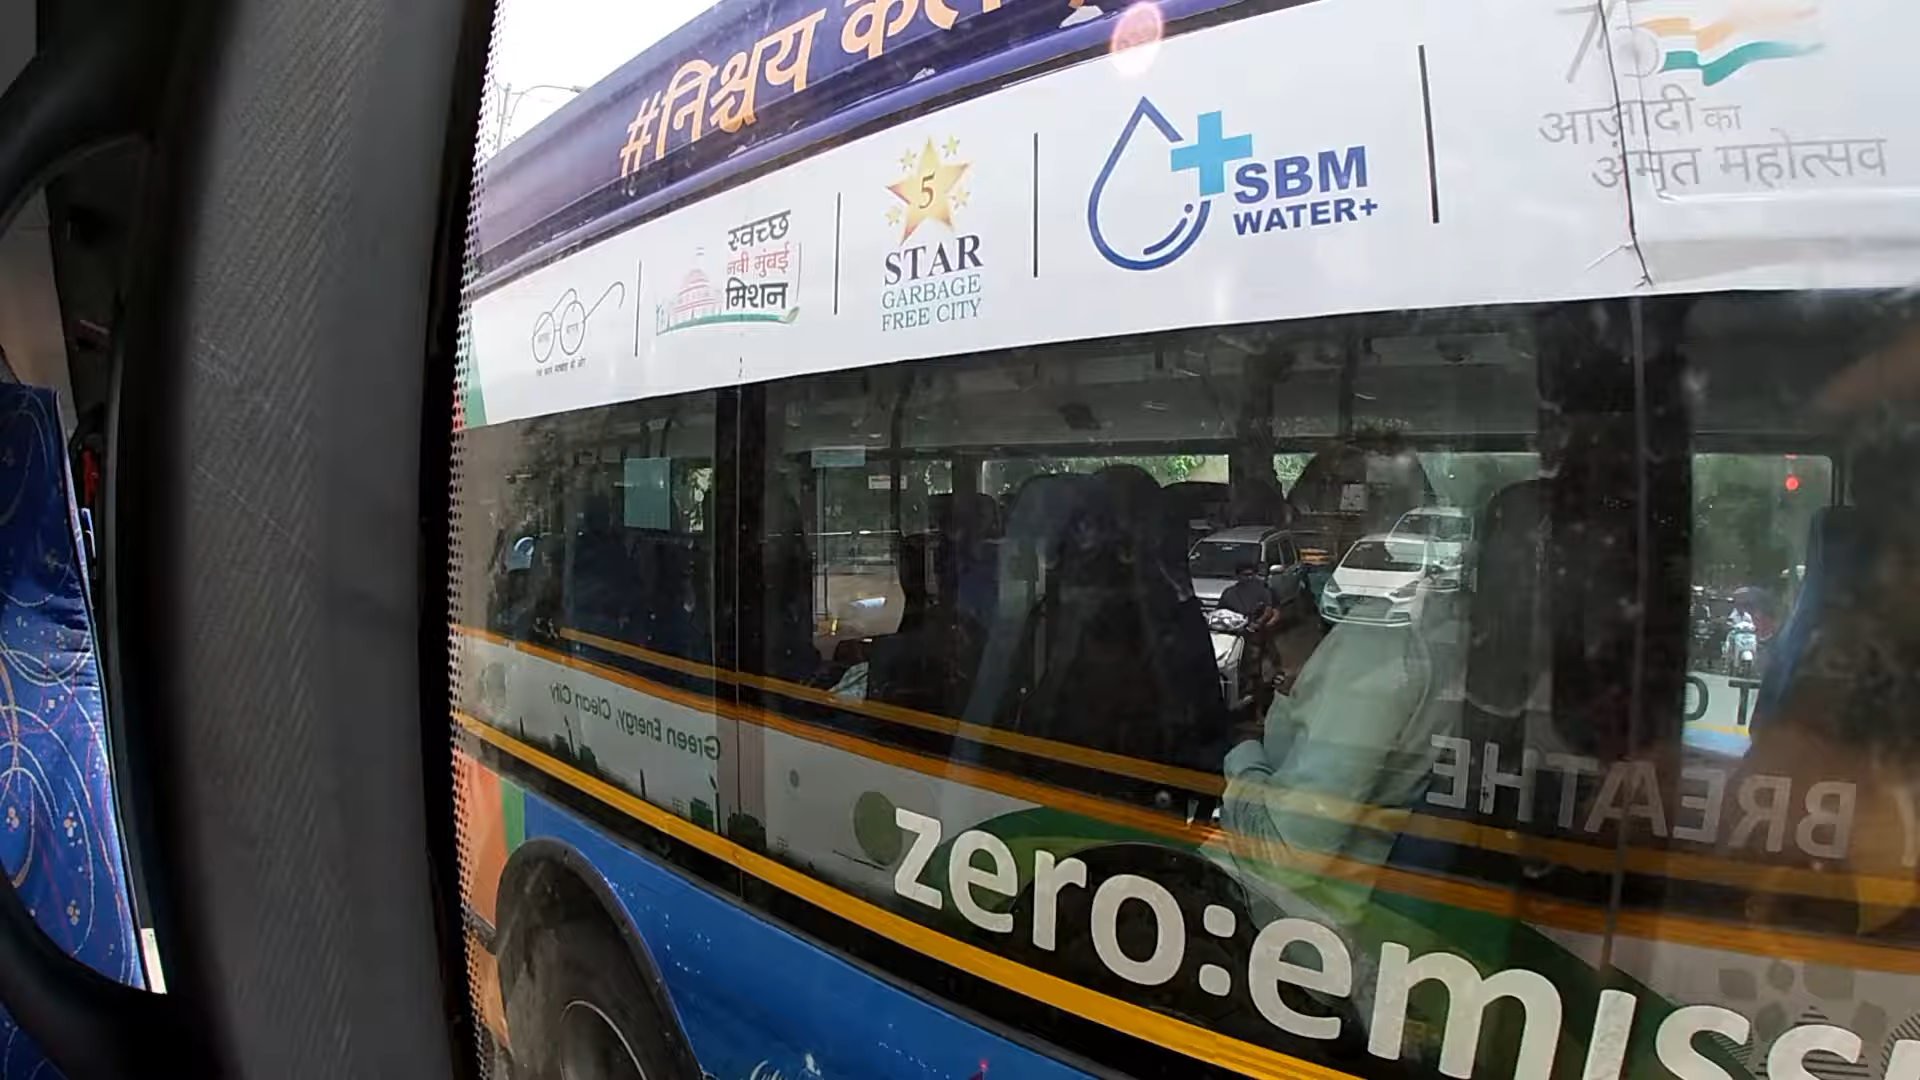 #निश्चय
75
आज़ादी का
अमृत महोत्सव
SBM
WATER+
5
STAR
GARBAGE
FREE CITY
स्वच्छ
नवी मुंबई
मिशन
Green Energy, Clean City
BREATHE
zero:emiss